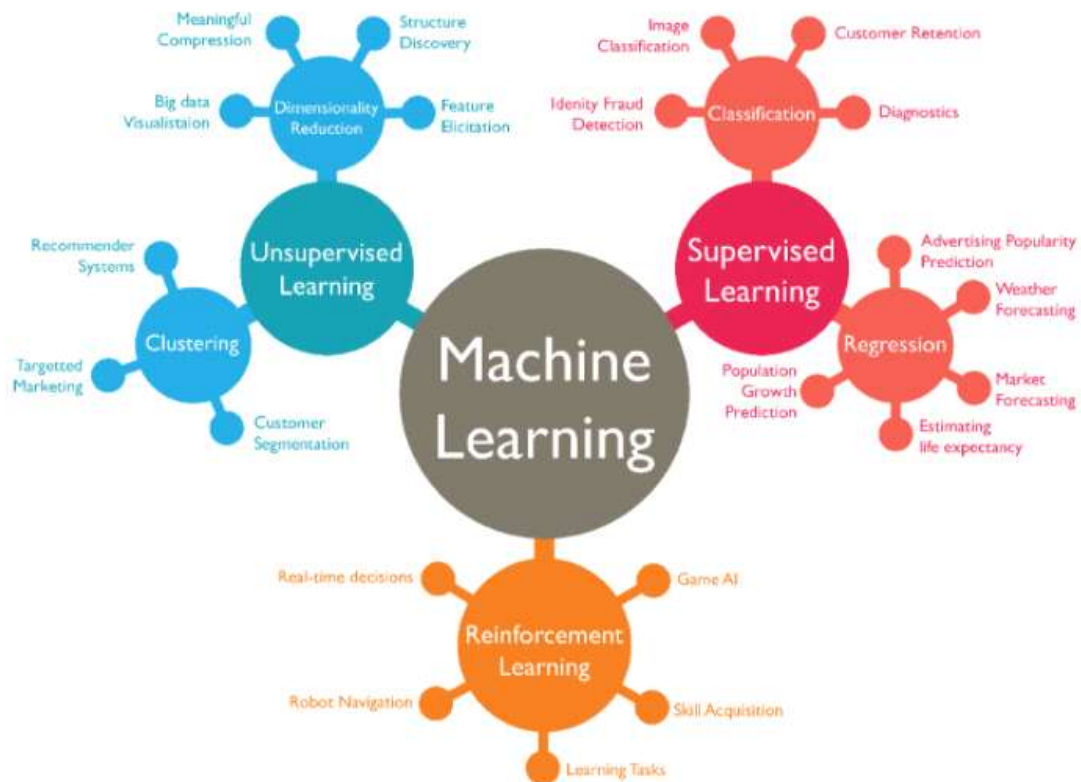 Meaningful
Compression
Structure
Discovery
Big data
Visualistaion
Dimensionality
Reduction
Feature
Elicitation
Image
Classification
Customer Retention
Idenity Fraud
Detection
Classification
Diagnostics
Unsupervised
Learning
Recommender
Systems
Clustering
Targetted
Marketing
Customer
Segmentation
Supervised
Learning
Advertising Popularity
Prediction
Weather
Forecasting
Regression
Population
Growth
Prediction
Market
Forecasting
Estimating
life expectancy
Machine
Learning
Real-time decisions
Game AI
Reinforcement
Learning
Robot Navigation
Skill Acquisition
Learning Tasks